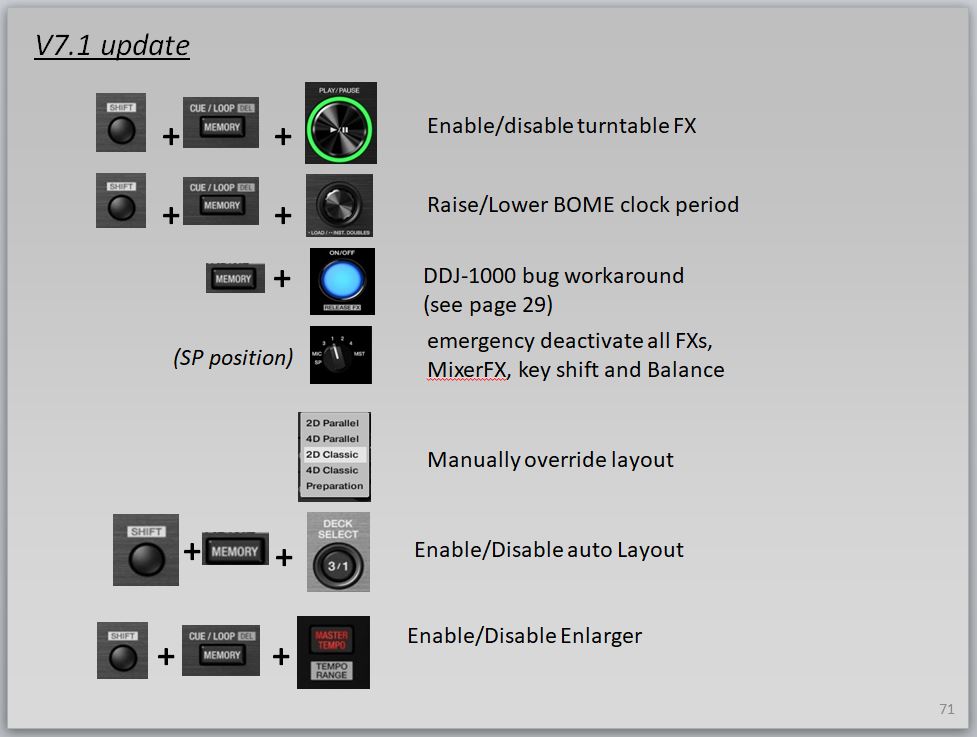 V7.1 update
SHIFT
+
CUE / LOOP DEL
MEMORY
+
PLAY / PAUSE
Enable/disable turntable FX
SHIFT
+
CUE / LOOP DEL
MEMORY
+
Raise/Lower BOME clock period
MEMORY
+
ON/OFF
RELEASE FX
DDJ-1000 bug workaround
(see page 29)
(SP position)
3 1 2 4
MIC
SP
MST
emergency deactivate all FXs,
MixerFX, key shift and Balance
2D Parallel
4D Parallel
2D Classic
4D Classic
Preparation
Manually override layout
SHIFT
+
MEMORY
+
DECK
SELECT
3/1
Enable/Disable auto Layout
SHIFT
+
CUE / LOOP DEL
MEMORY
+
MASTER
TEMPO
TEMPO
RANGE
Enable/Disable Enlarger
71